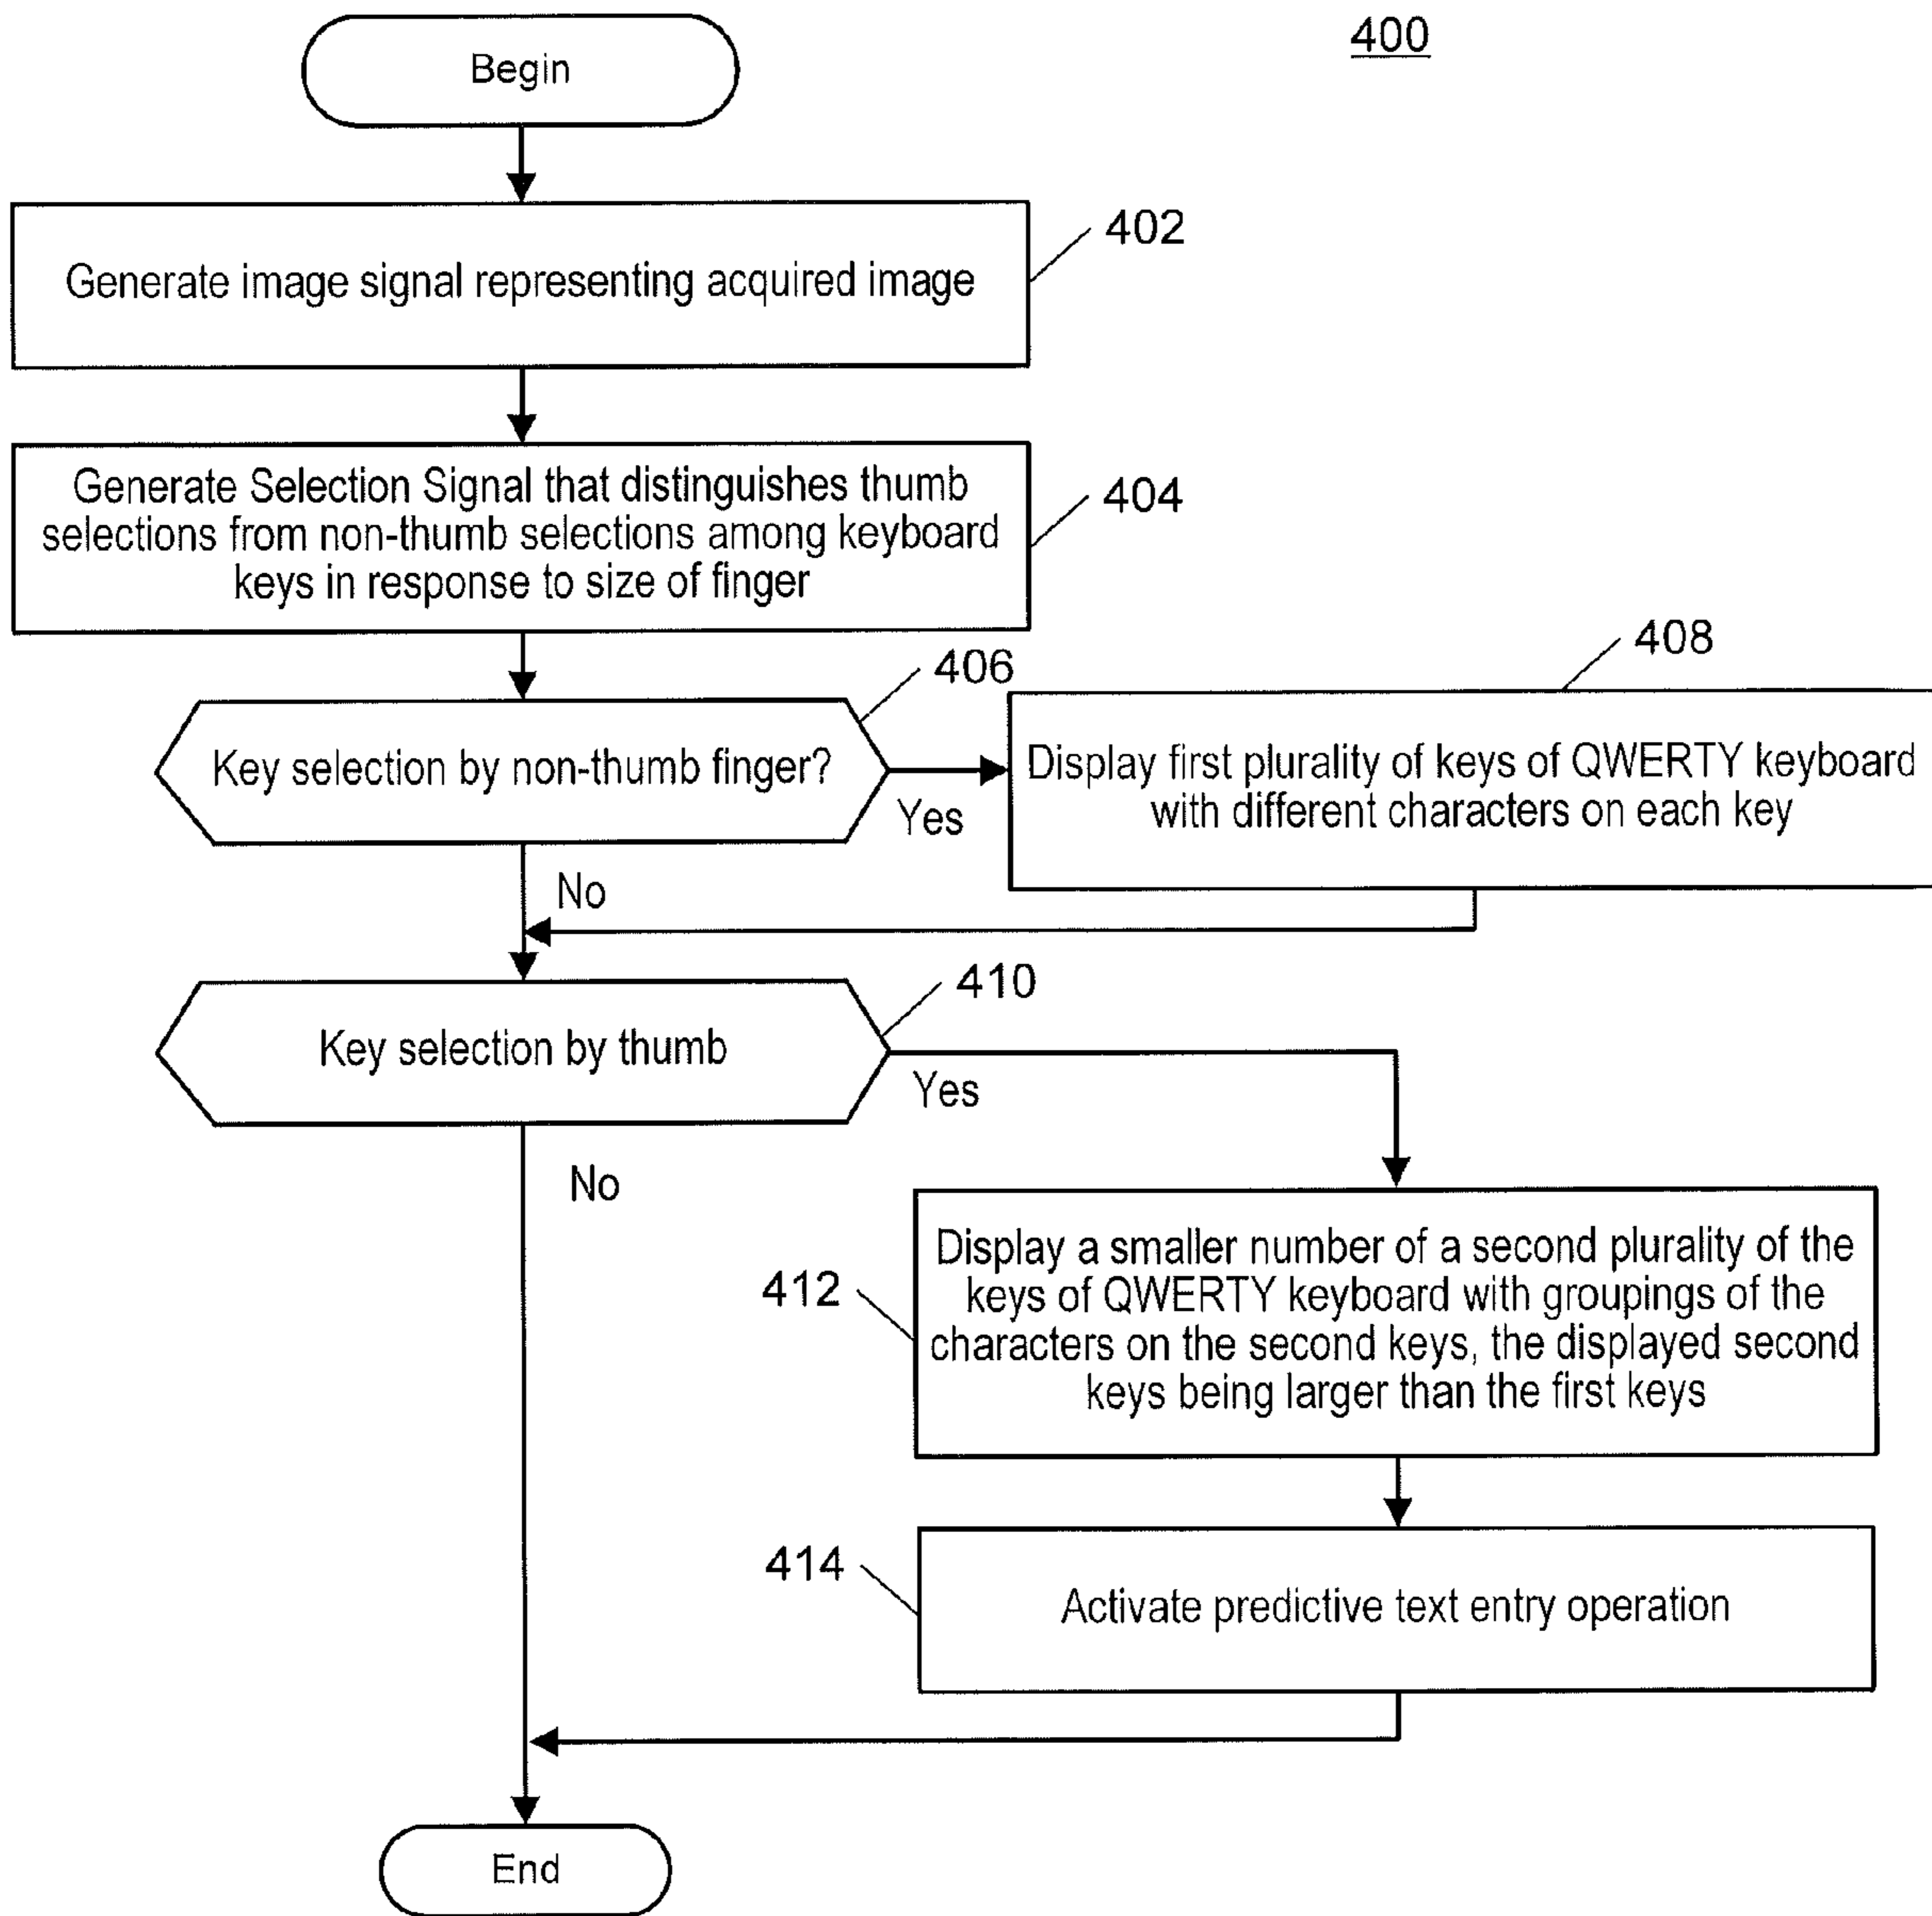 400
Begin
402
Generate image signal representing acquired image
Generate Selection Signal that distinguishes thumb
selections from non-thumb selections among keyboard
keys in response to size of finger
404
406
408
Key selection by non-thumb finger?
Yes
Display first plurality of keys of QWERTY keyboard
with different characters on each key
No
410
Key selection by thumb
Yes
No
412
Display a smaller number of a second plurality of the
keys of QWERTY keyboard with groupings of the
characters on the second keys, the displayed second
keys being larger than the first keys
414
Activate predictive text entry operation
End